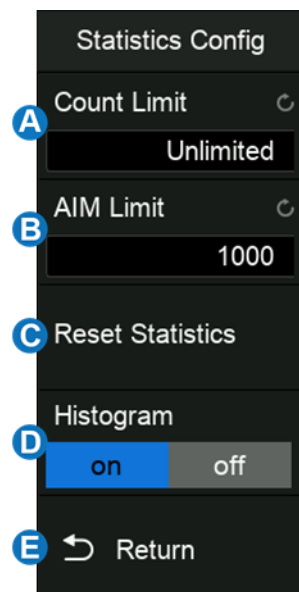 Statistics Config
A
Count Limit
Unlimited
B
AIM Limit
1000
C
Reset Statistics
D
Histogram
on off
E
Return